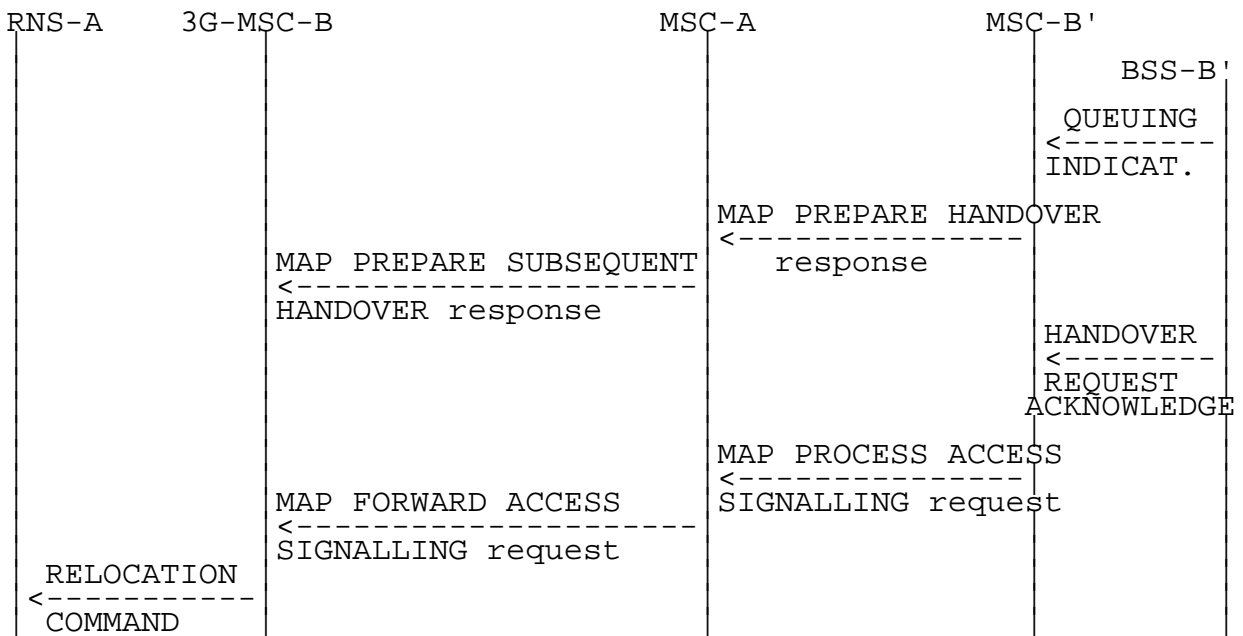 RNS-A 3G-MSC-B MSC-A MSC-B'
BSS-B'
QUEUING
INDICAT.
MAP PREPARE HANDOVER
response
MAP PREPARE SUBSEQUENT
HANDOVER response
HANDOVER
REQUEST
ACKNOWLEDGE
MAP PROCESS ACCESS
SIGNALLING request
MAP FORWARD ACCESS
SIGNALLING request
RELOCATION
COMMAND